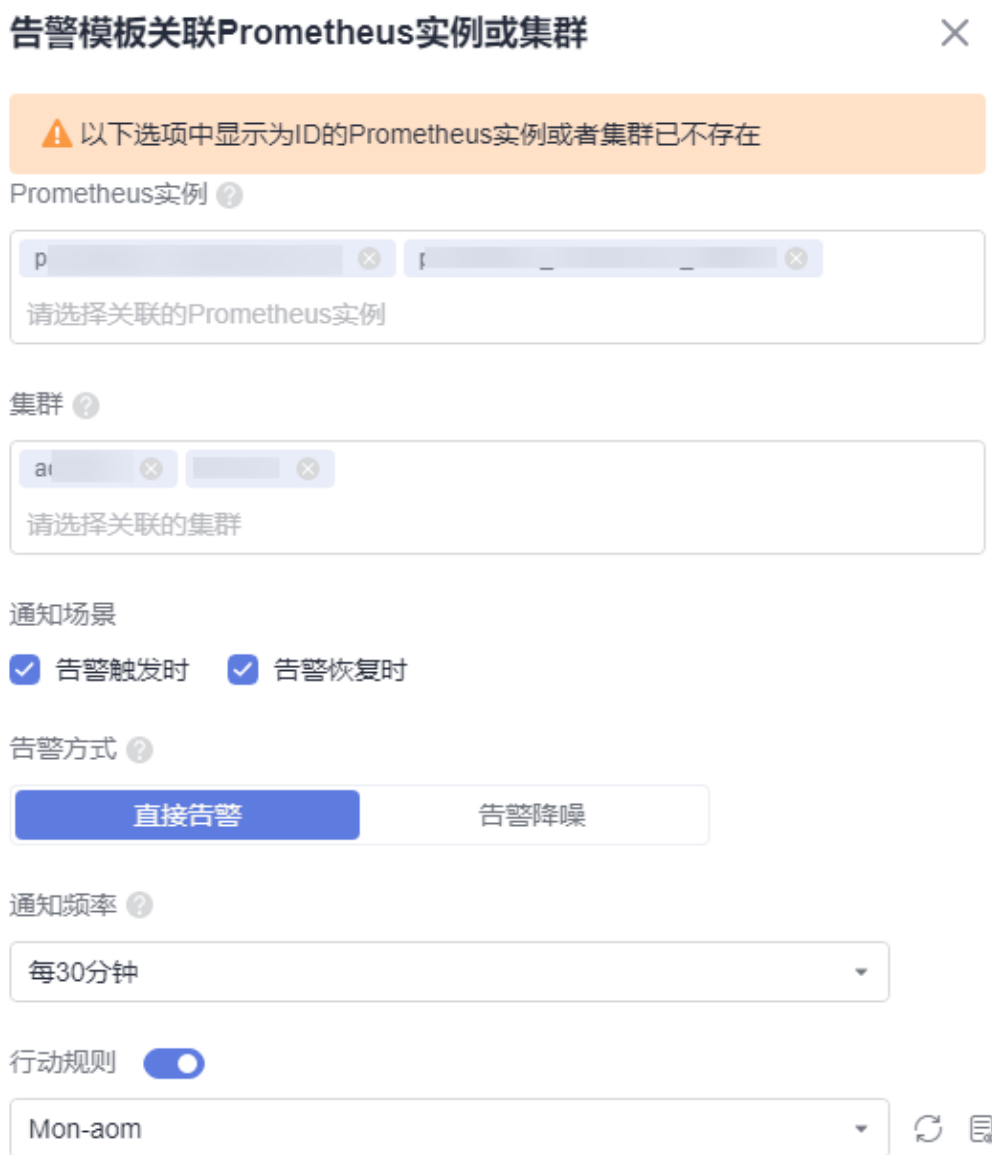 告警模板关联Prometheus实例或集群
以下选项中显示为ID的Prometheus实例或者集群已不存在
Prometheus实例
请选择关联的Prometheus实例
集群
请选择关联的集群
通知场景
告警触发时 告警恢复时
告警方式
直接告警 告警降噪
通知频率
每30分钟
行动规则
Mon-aom